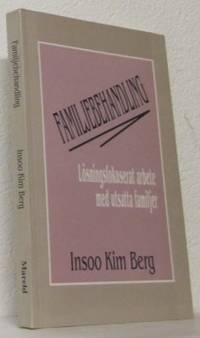 Familjebehandling
Insoo Kim Berg
Mareld
FAMILJEBEHANDLING
Lösningsfokuserat arbete
med utsatta familjer
Insoo Kim Berg